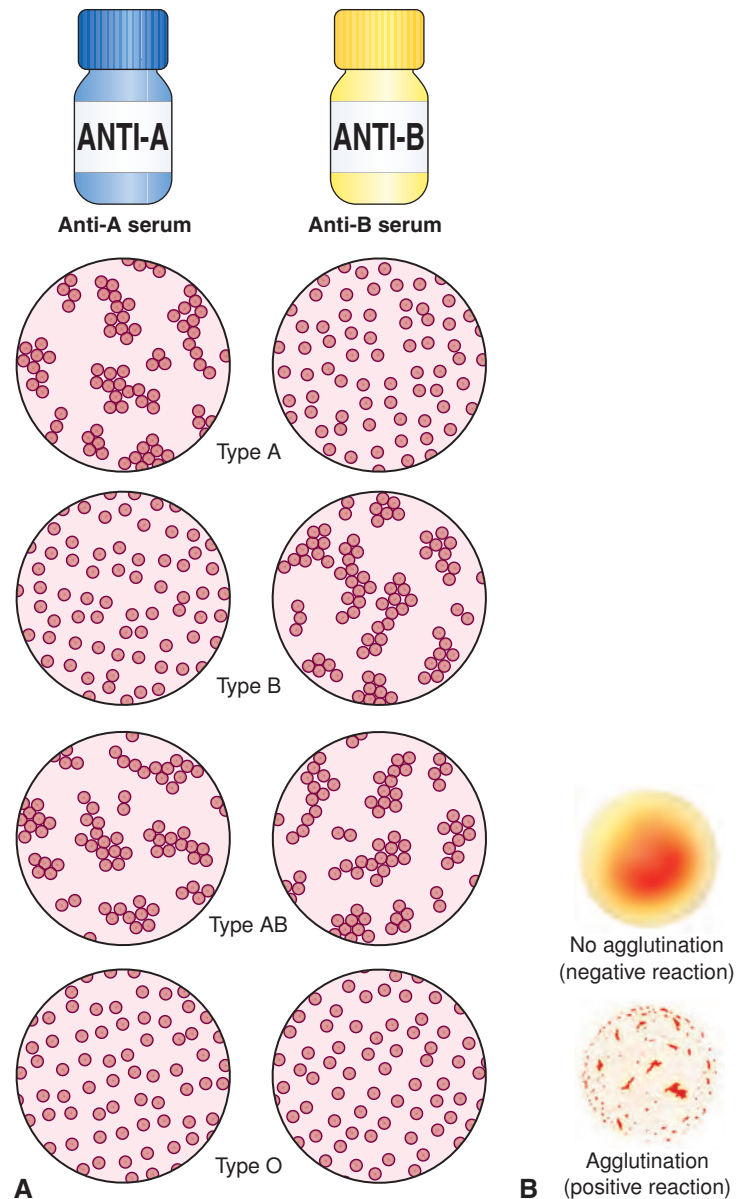 ANTI-A
ANTI-B
Anti-A serum
Anti-B serum
Type A
Type B
Type AB
No agglutination
(negative reaction)
Type O
Agglutination
(positive reaction)
A
B